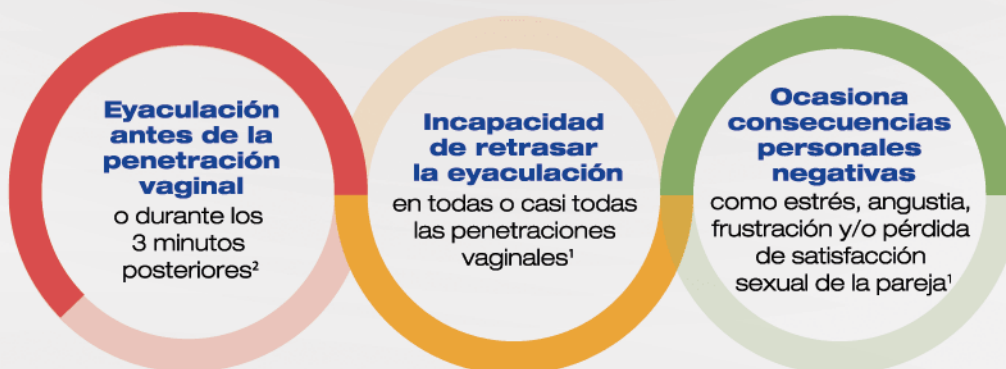 Eyaculación
antes de la
penetración
vaginal
o durante los
3 minutos
posteriores²
Incapacidad
de retrasar
la eyaculación
en todas o casi todas
las penetraciones
vaginales¹
Ocasiona
consecuencias
personales
negativas
como estrés, angustia,
frustración y/o pérdida
de satisfacción
sexual de la pareja¹